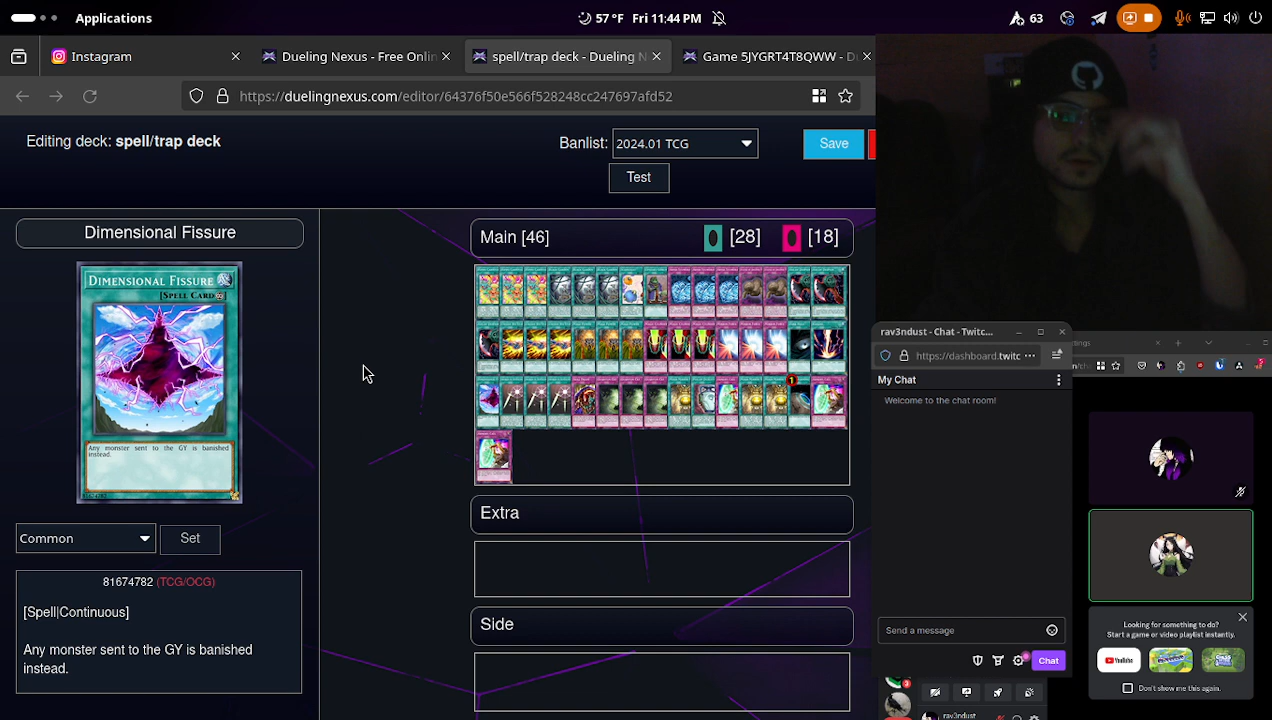 Applications
57 °F Fri 11:44 PM
63
Instagram
Dueling Nexus - Free Onlin
spell/trap deck - Dueling N
Game 5JYGRT4T8QWW - D
https://duelingnexus.com/editor/64376f50e566f528248cc247697afd52
Editing deck: spell/trap deck
Banlist:
2024.01 TCG
Save
Test
Dimensional Fissure
DIMENSIONAL FISSURE
[SPELL CARD
Any monster sent to the GY is banished
instead.
Common
Set
81674782 (TCG/OCG)
[Spell|Continuous]
Any monster sent to the GY is banished
instead.
Main [46]
[28]
[18]
1
Extra
Side
rav3ndust - Chat - Twitc...
https://dashboard.twitc
My Chat
Welcome to the chat room!
Send a message
Chat
Looking for something to do?
Start a game or video playlist instantly.
YouTube
Don't show me this again.
3
rav3ndust